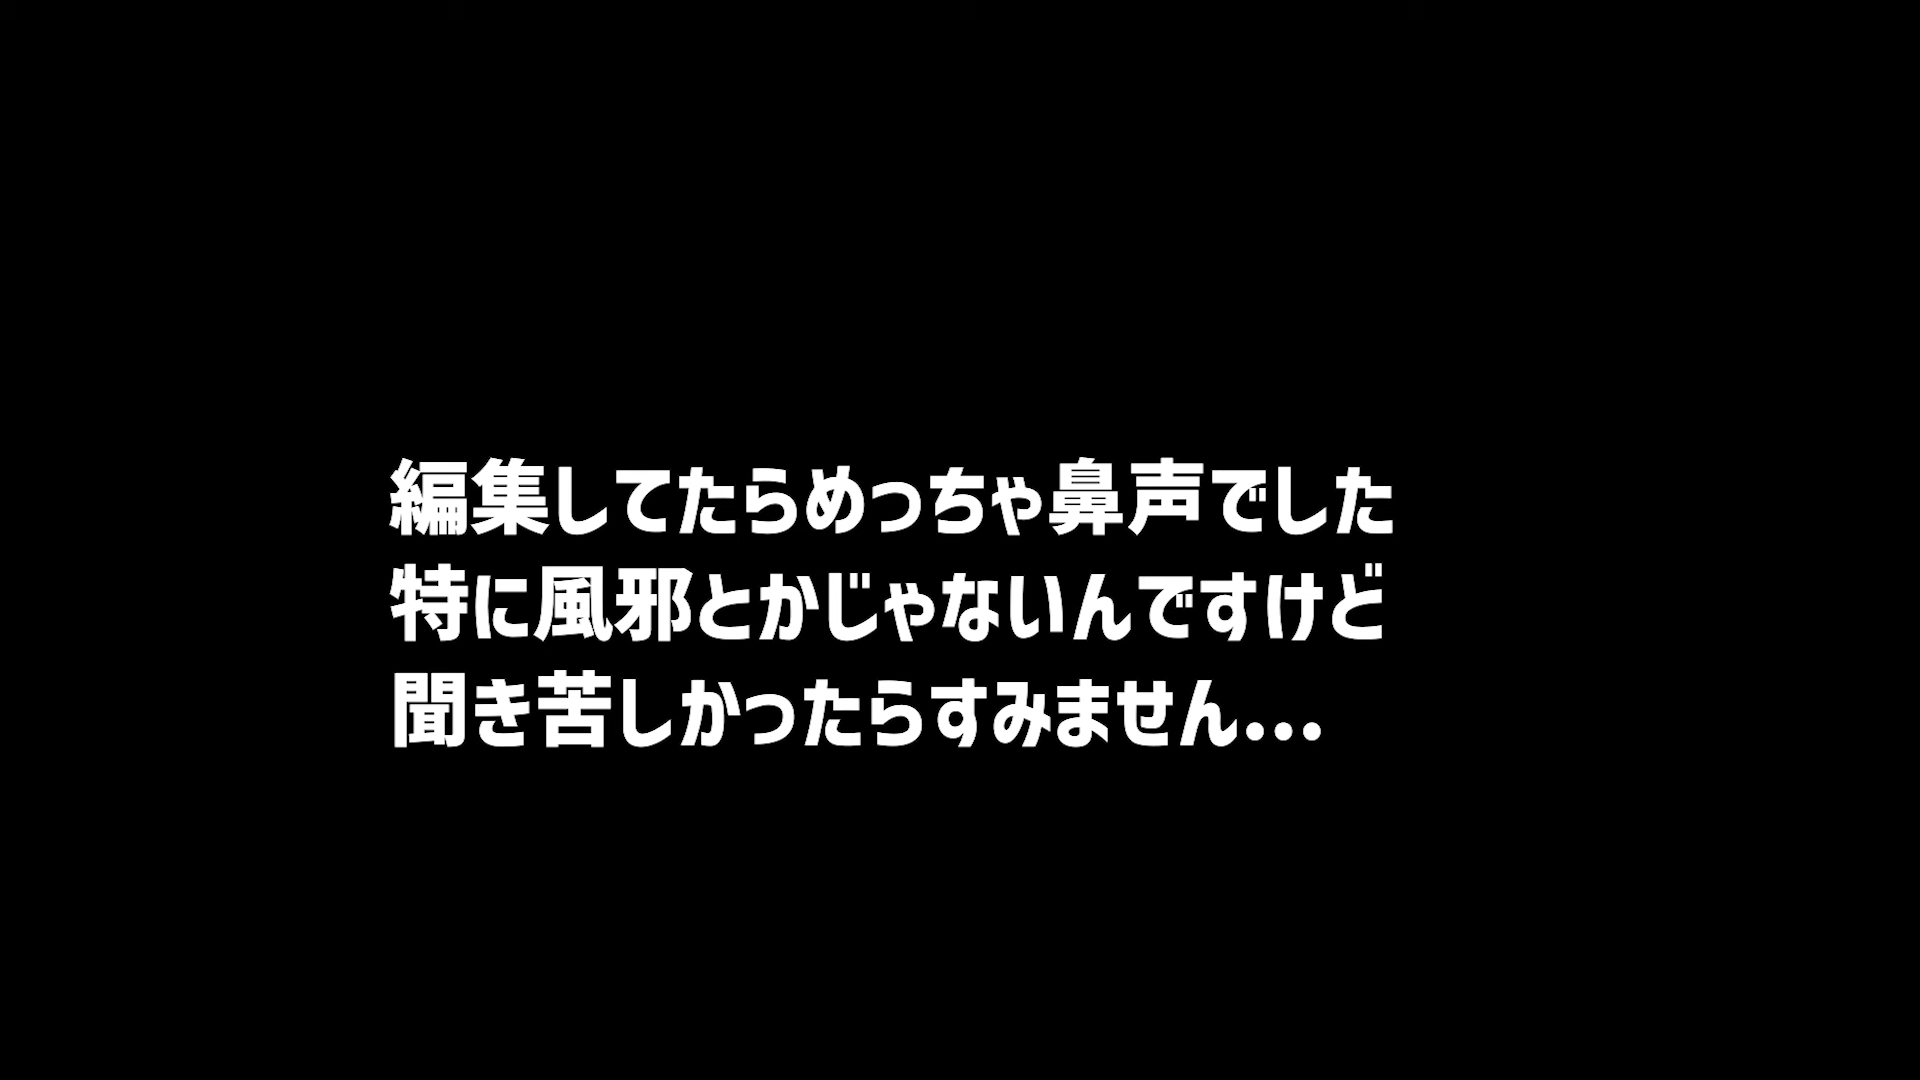 編集してたらめっちゃ鼻声でした
特に風邪とかじゃないんですけど
聞き苦しかったらすみません...